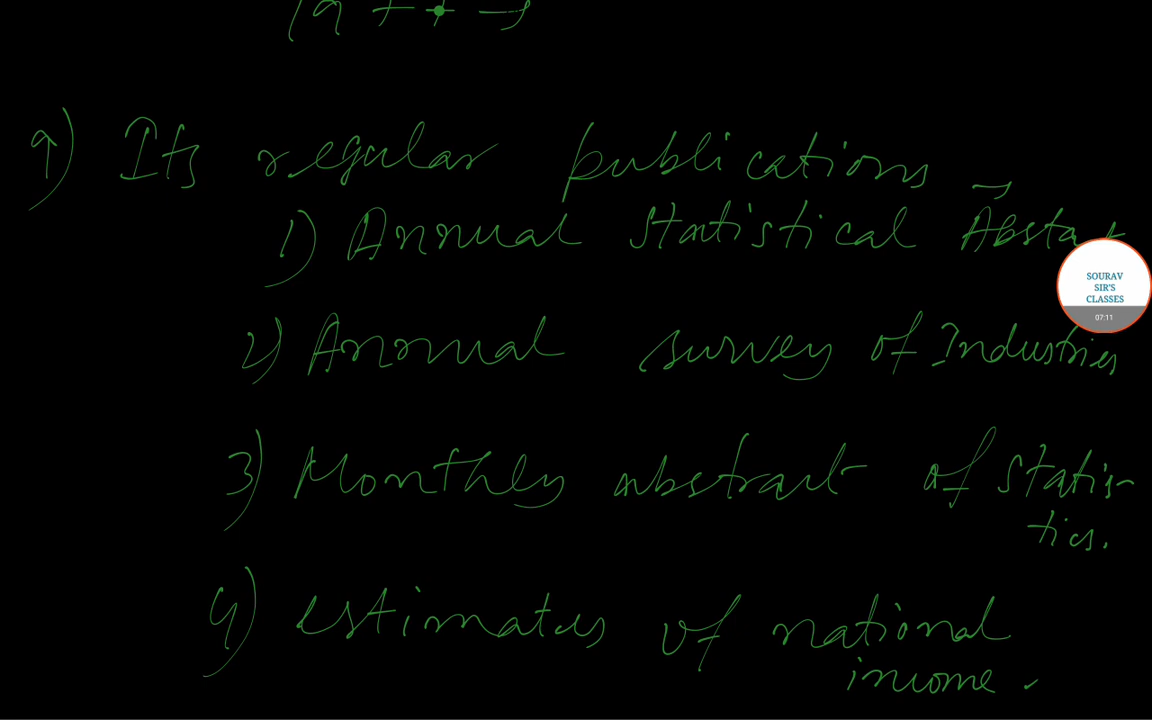 9) Its regular publications →
1) Annual Statistical
2) Annual survey of Industries
3) Monthly abstract of Statis-
tics.
4) estimates of national
income.
SOURAV
SIR'S
CLASSES
07:11